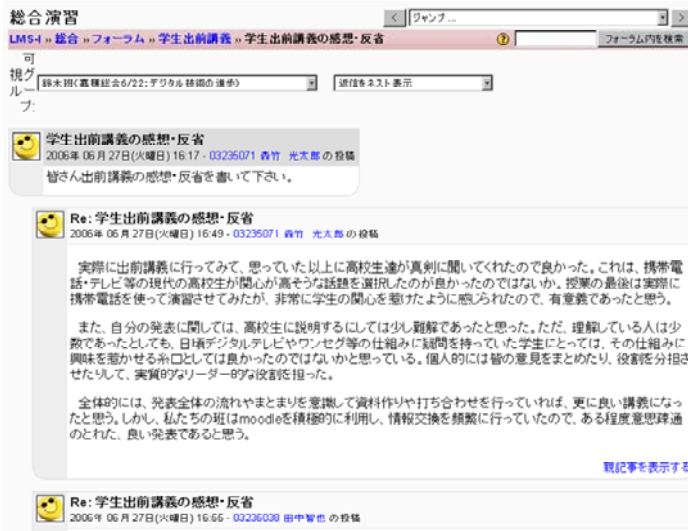 総合演習
ジャンプ...
LMS-I » 総合 » フォーラム » 学生出前講義 » 学生出前講義の感想・反省
フォーラム内を検索
可視グループ:
鈴木班(嘉穂総合6/22:デジタル技術の進歩)
返信をネスト表示
学生出前講義の感想・反省
2006年 06月 27日(火曜日) 16:17 - 03235071 森竹 光太郎 の投稿
皆さん出前講義の感想・反省を書いて下さい。
Re: 学生出前講義の感想・反省
2006年 06月 27日(火曜日) 16:49 - 03235071 森竹 光太郎 の投稿
実際に出前講義に行ってみて、思っていた以上に高校生達が真剣に聞いてくれたので良かった。これは、携帯電
話・テレビ等の現代の高校生が関心が高そうな話題を選択したのが良かったのではないか。授業の最後は実際に
携帯電話を使って演習させてみたが、非常に学生の関心を惹けたように感じられたので、有意義であったと思う。
また、自分の発表に関しては、高校生に説明するにしては少し難解であったと思った。ただ、理解している人は少
数であったとしても、日頃デジタルテレビやワンセグ等の仕組みに疑問を持っていた学生にとっては、その仕組みに
興味を惹かせる糸口としては良かったのではないかと思っている。個人的には皆の意見をまとめたり、役割を分担さ
せたりして、実質的なリーダー的な役割を担った。
全体的には、発表全体の流れやまとまりを意識して資料作りや打ち合わせを行っていれば、更に良い講義になっ
たと思う。しかし、私たちの班はmoodleを積極的に利用し、情報交換を頻繁に行っていたので、ある程度意思疎通
のとれた、良い発表であると思う。
親記事を表示する
Re: 学生出前講義の感想・反省
2006年 06月 27日(火曜日) 16:56 - 03236038 田中智也 の投稿